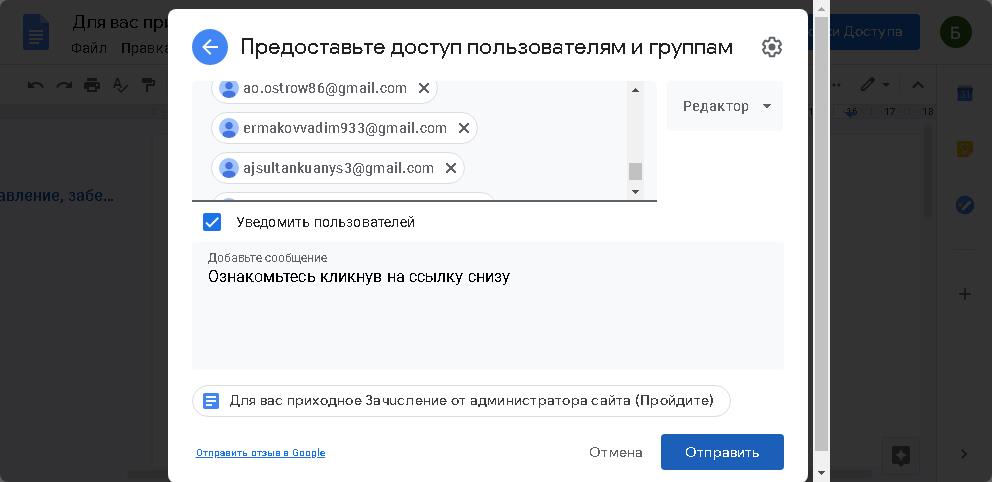 Для вас при
Файл Правка
ки Доступа
Б
Предоставьте доступ пользователям и группам
ao.ostrow86@gmail.com
ermakovvadim933@gmail.com
ajsultankuanys3@gmail.com
Редактор
16 17 18
авление, забе...
Уведомить пользователей
Добавьте сообщение
Ознакомьтесь кликнув на ссылку снизу
Для вас приходное Зачисление от администратора сайта (Пройдите)
Отправить отзыв в Google
Отмена
Отправить